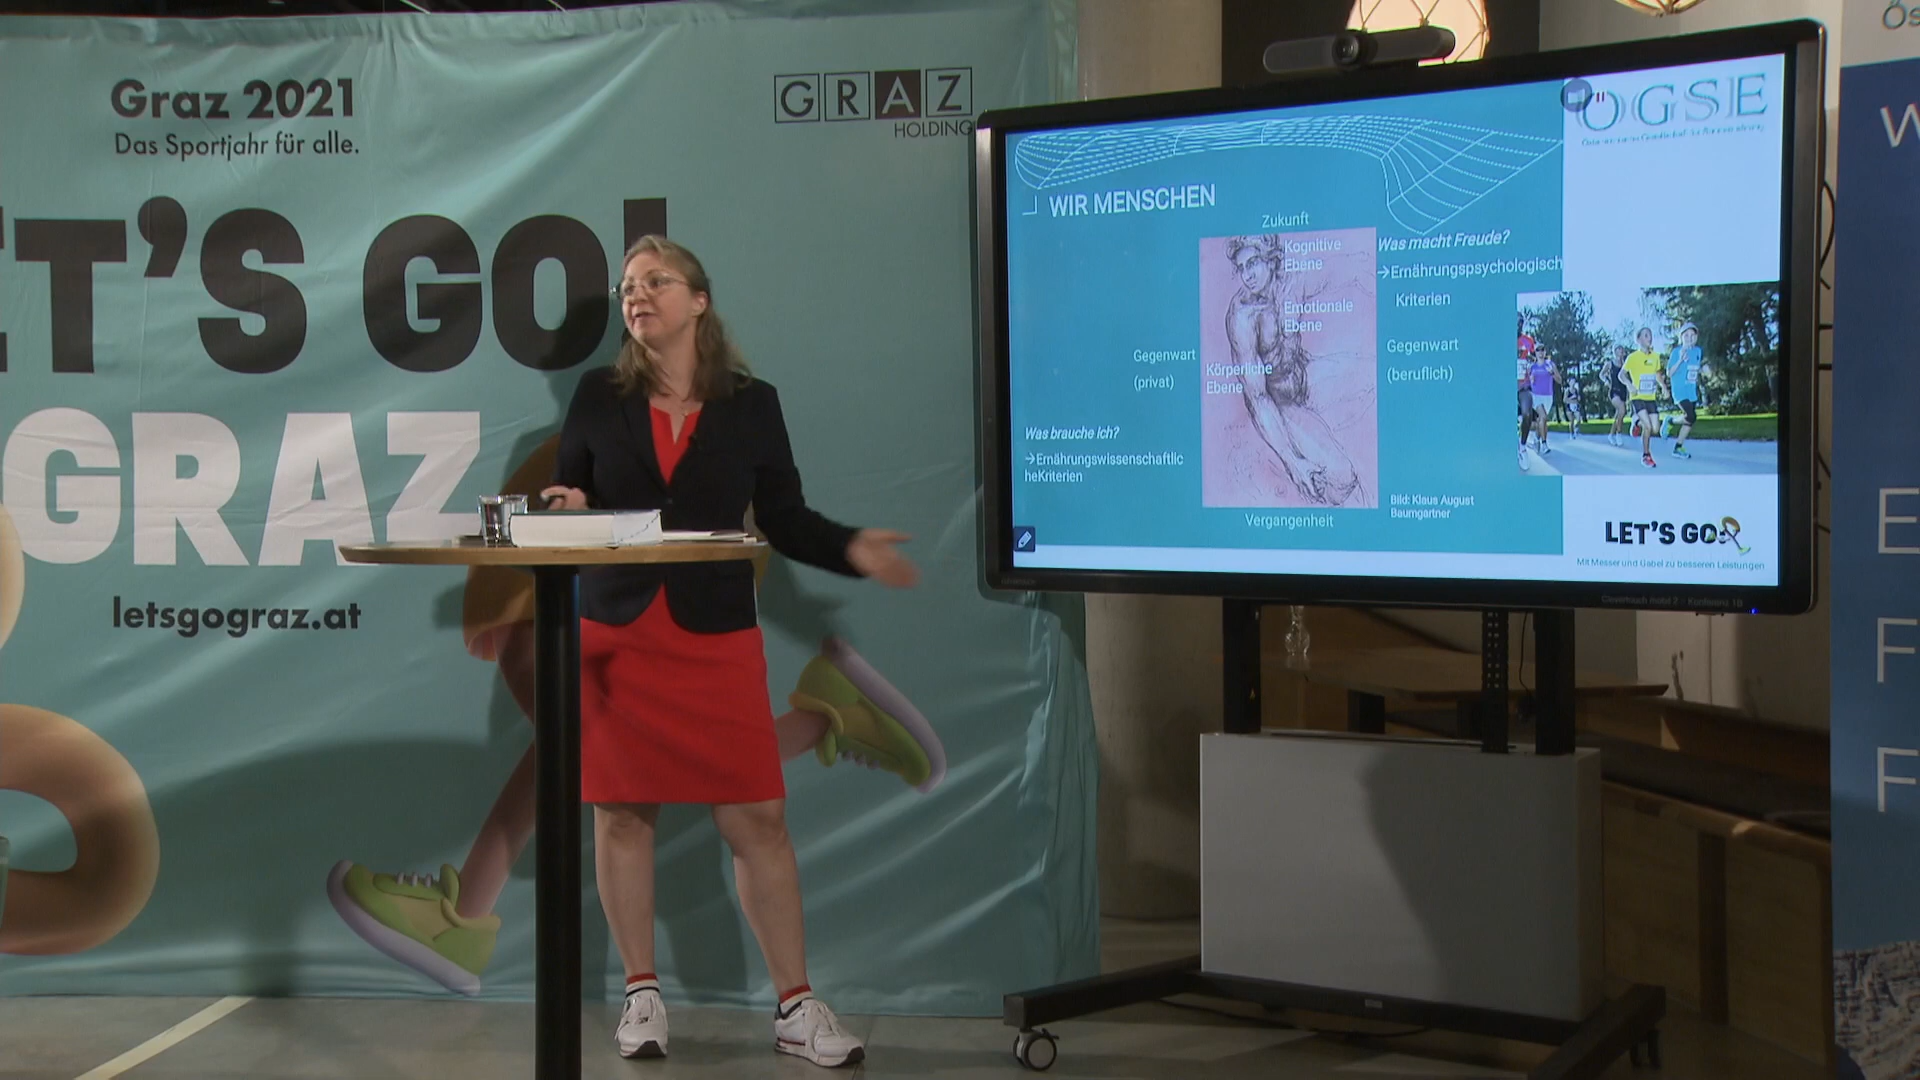 Graz 2021
Das Sportjahr für alle.
GRAZ
HOLDING
ET'S GO!
GRAZ
letsgograz.at
ÖGSE
WIR MENSCHEN
Zukunft
Kognitive
Ebene
Was macht Freude?
→Ernährungspsychologisch
Kriterien
Emotionale
Ebene
Gegenwart
(privat)
Körperliche
Ebene
Gegenwart
(beruflich)
Was brauche ich?
→Ernährungswissenschaftlic
heKriterien
Bild: Klaus August
Baumgartner
Vergangenheit
LET'S GO!
Mit Messer und Gabel zu besseren Leistungen
Ös
W
E
F
F